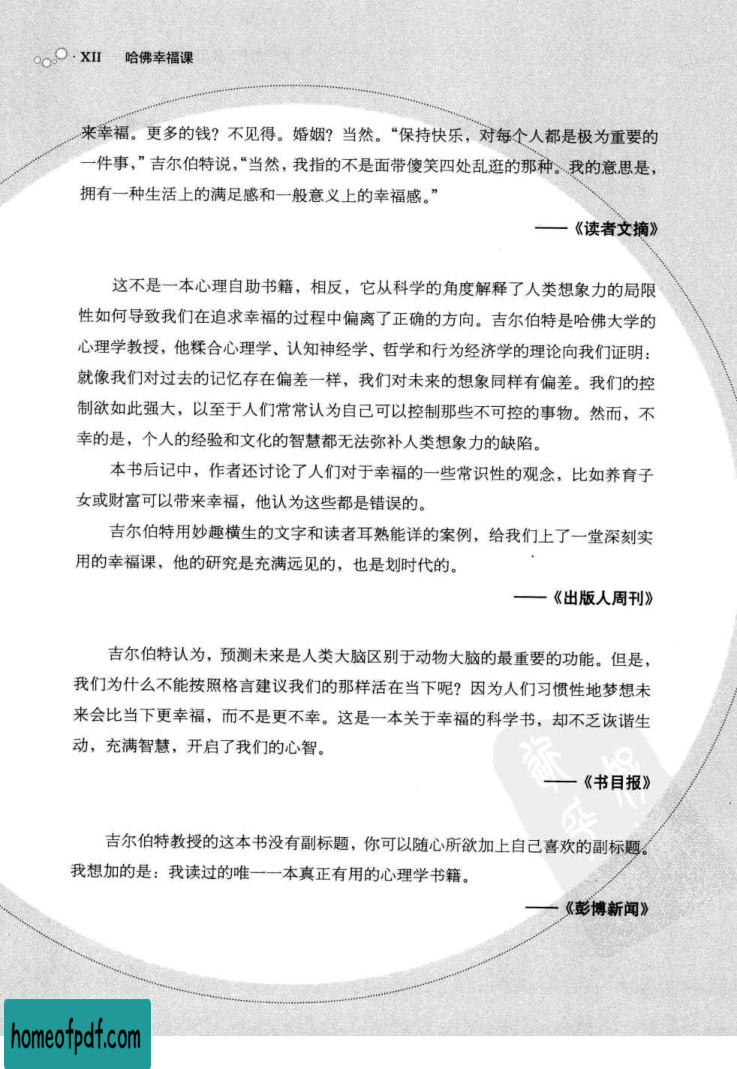 · XII 哈佛幸福课
来幸福。更多的钱？不见得。婚姻？当然。“保持快乐，对每个人都是极为重要的
一件事，”吉尔伯特说，“当然，我指的不是面带傻笑四处乱逛的那种。我的意思是，
拥有一种生活上的满足感和一般意义上的幸福感。”
——《读者文摘》
这不是一本心理自助书籍，相反，它从科学的角度解释了人类想象力的局限
性如何导致我们在追求幸福的过程中偏离了正确的方向。吉尔伯特是哈佛大学的
心理学教授，他糅合心理学、认知神经学、哲学和行为经济学的理论向我们证明：
就像我们对过去的记忆存在偏差一样，我们对未来的想象同样有偏差。我们的控
制欲如此强大，以至于人们常常认为自己可以控制那些不可控的事物。然而，不
幸的是，个人的经验和文化的智慧都无法弥补人类想象力的缺陷。
本书后记中，作者还讨论了人们对于幸福的一些常识性的观念，比如养育子
女或财富可以带来幸福，他认为这些都是错误的。
吉尔伯特用妙趣横生的文字和读者耳熟能详的案例，给我们上了一堂深刻实
用的幸福课，他的研究是充满远见的，也是划时代的。
——《出版人周刊》
吉尔伯特认为，预测未来是人类大脑区别于动物大脑的最重要的功能。但是，
我们为什么不能按照格言建议我们的那样活在当下呢？因为人们习惯性地梦想未
来会比当下更幸福，而不是更不幸。这是一本关于幸福的科学书，却不乏诙谐生
动，充满智慧，开启了我们的心智。
——《书目报》
吉尔伯特教授的这本书没有副标题，你可以随心所欲加上自己喜欢的副标题。
我想加的是：我读过的唯一一本真正有用的心理学书籍。
——《彭博新闻》
homeofpdf.com